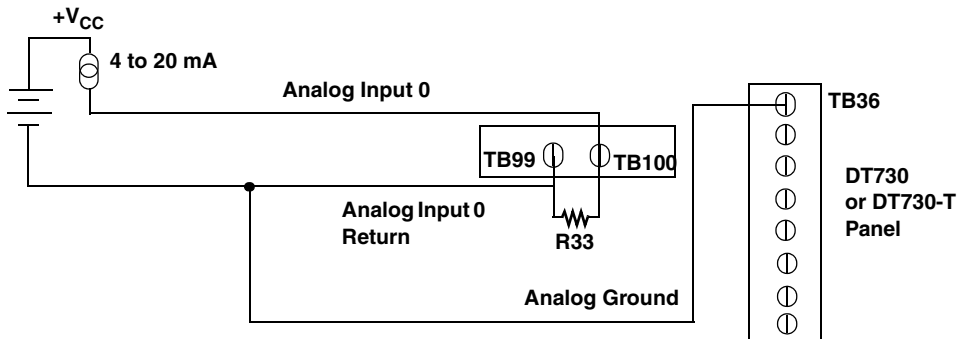 +VCC
4 to 20 mA
Analog Input 0
TB36
TB99
TB100
DT730
or DT730-T
Panel
Analog Input 0
Return
R33
Analog Ground